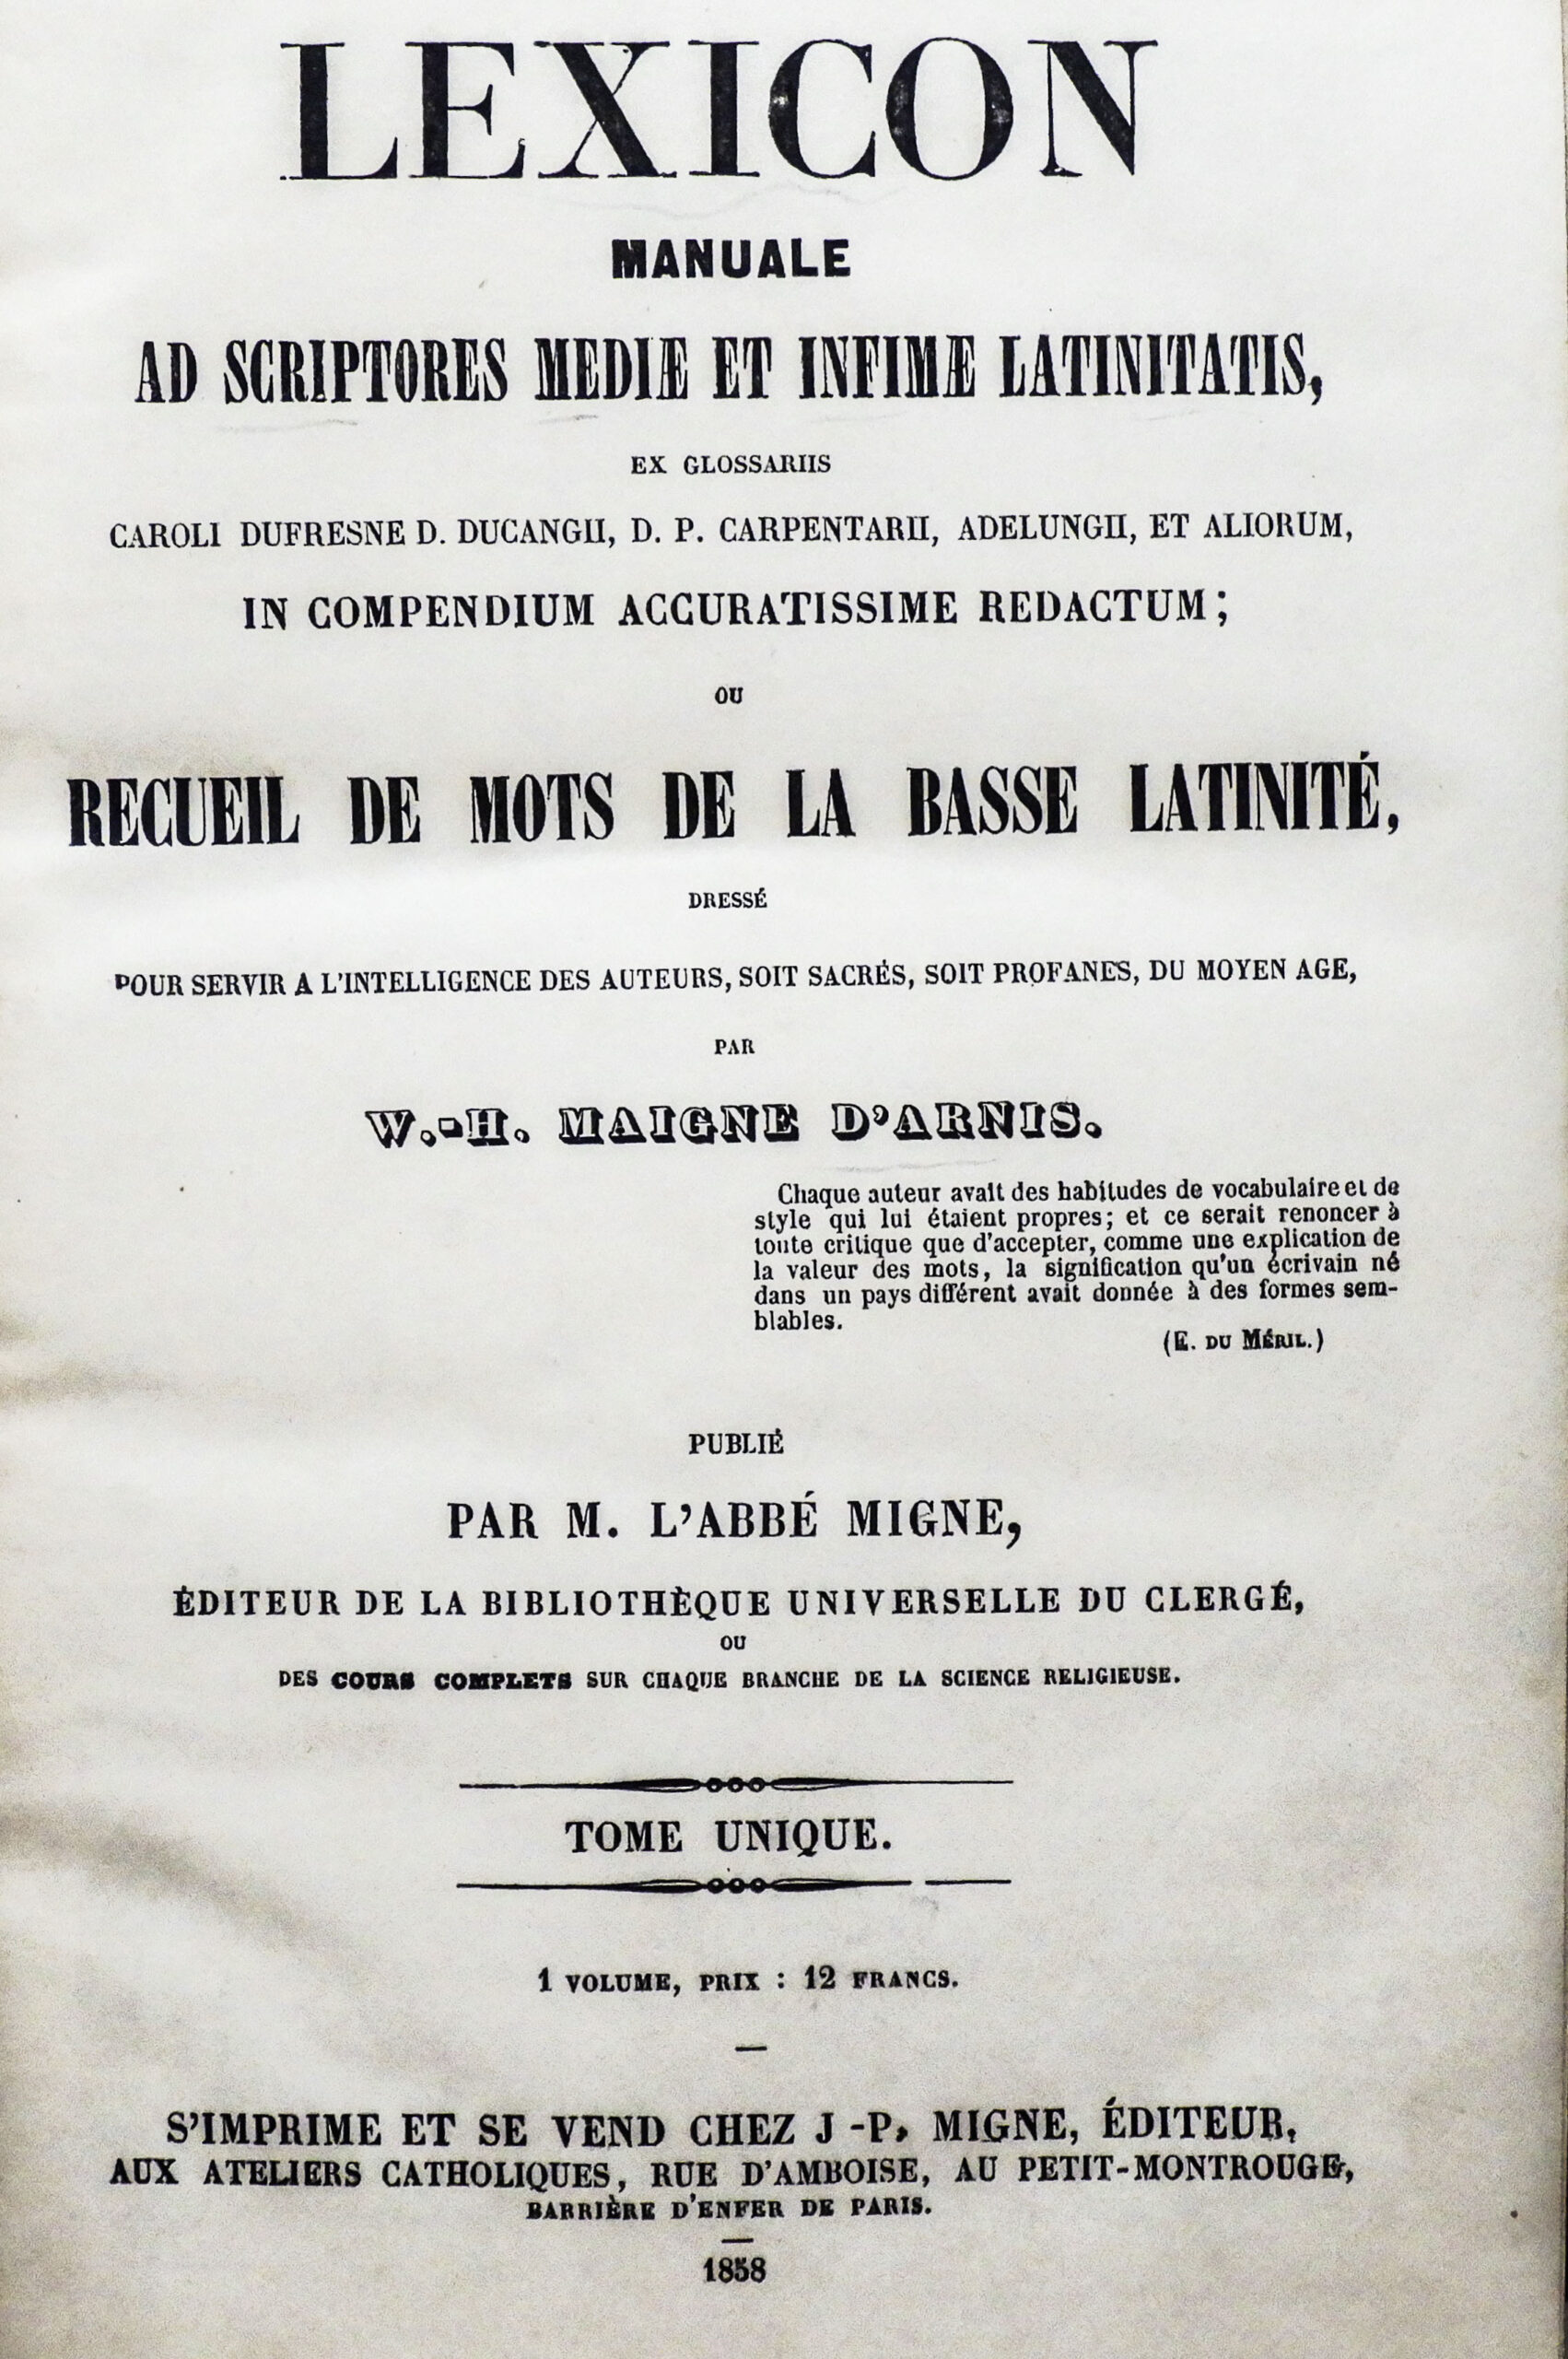 LEXICON
MANUALE
AD SCRIPTORES MEDIÆ ET INFIMÆ LATINITATIS,
EX GLOSSARIIS
CAROLI DUFRESNE D. DUCANGII, D. P. CARPENTARII, ADELUNGII, ET ALIORUM,
IN COMPENDIUM ACCURATISSIME REDACTUM;
OU
RECUEIL DE MOTS DE LA BASSE LATINITÉ,
DRESSÉ
POUR SERVIR A L'INTELLIGENCE DES AUTEURS, SOIT SACRÉS, SOIT PROFANES, DU MOYEN AGE,
PAR
W.-H. MAIGNE D'ARNIS.
Chaque auteur avait des habitudes de vocabulaire et de
style qui lui étaient propres; et ce serait renoncer à
toute critique que d'accepter, comme une explication de
la valeur des mots, la signification qu'un écrivain né
dans un pays différent avait donnée à des formes sem-
blables.
(E. DU MÉRIL.)
PUBLIÉ
PAR M. L'ABBÉ MIGNE,
ÉDITEUR DE LA BIBLIOTHÈQUE UNIVERSELLE DU CLERGÉ,
OU
DES COURS COMPLETS SUR CHAQUE BRANCHE DE LA SCIENCE RELIGIEUSE.
TOME UNIQUE.
1 VOLUME, PRIX : 12 FRANCS.
S'IMPRIME ET SE VEND CHEZ J -P. MIGNE, ÉDITEUR,
AUX ATELIERS CATHOLIQUES, RUE D'AMBOISE, AU PETIT-MONTROUGE,
BARRIÈRE D'ENFER DE PARIS.
1858